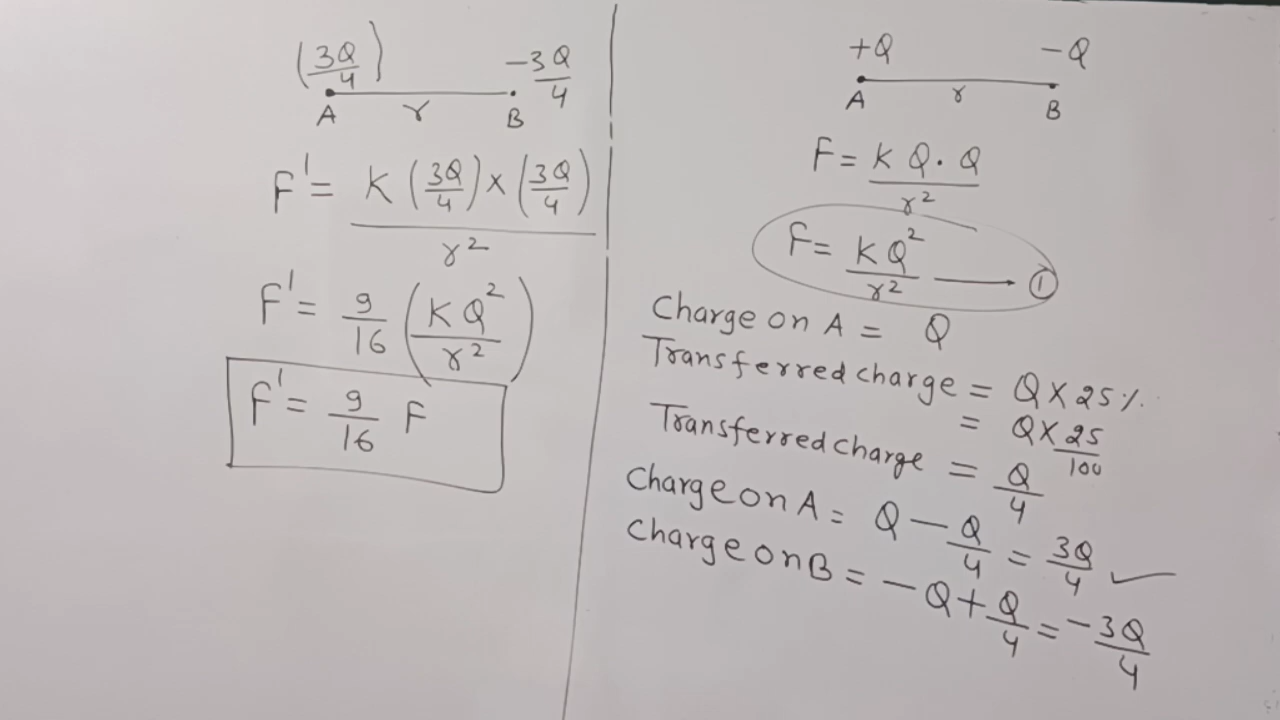 +Q -Q
A r B
F = K Q . Q / r²
F = KQ² / r² ——— ①
Charge on A = Q
Transferred charge = Q × 25%
= Q × 25/100
Transferred charge = Q/4
Charge on A = Q - Q/4 = 3Q/4 ✓
Charge on B = -Q + Q/4 = -3Q/4
(3Q/4) -3Q/4
A r B
F' = K (3Q/4) × (3Q/4) / r²
F' = 9/16 (KQ² / r²)
F' = 9/16 F